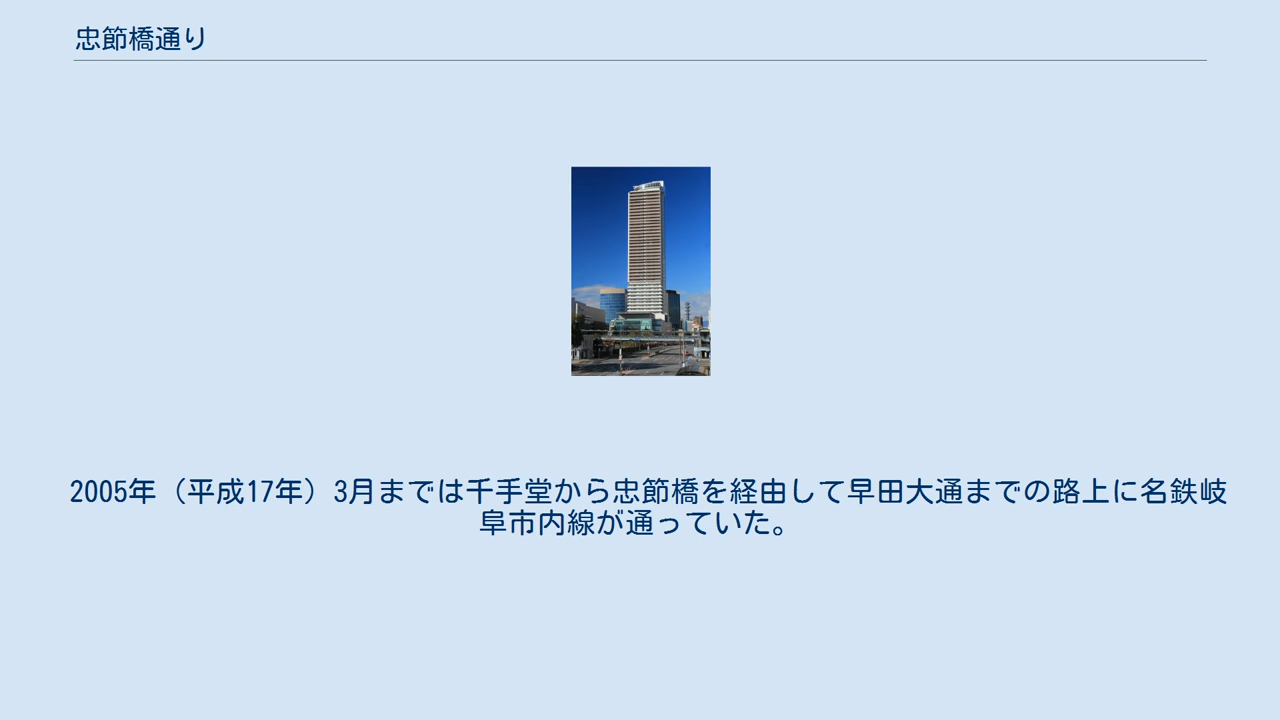 忠節橋通り
2005年（平成17年）3月までは千手堂から忠節橋を経由して早田大通までの路上に名鉄岐
阜市内線が通っていた。